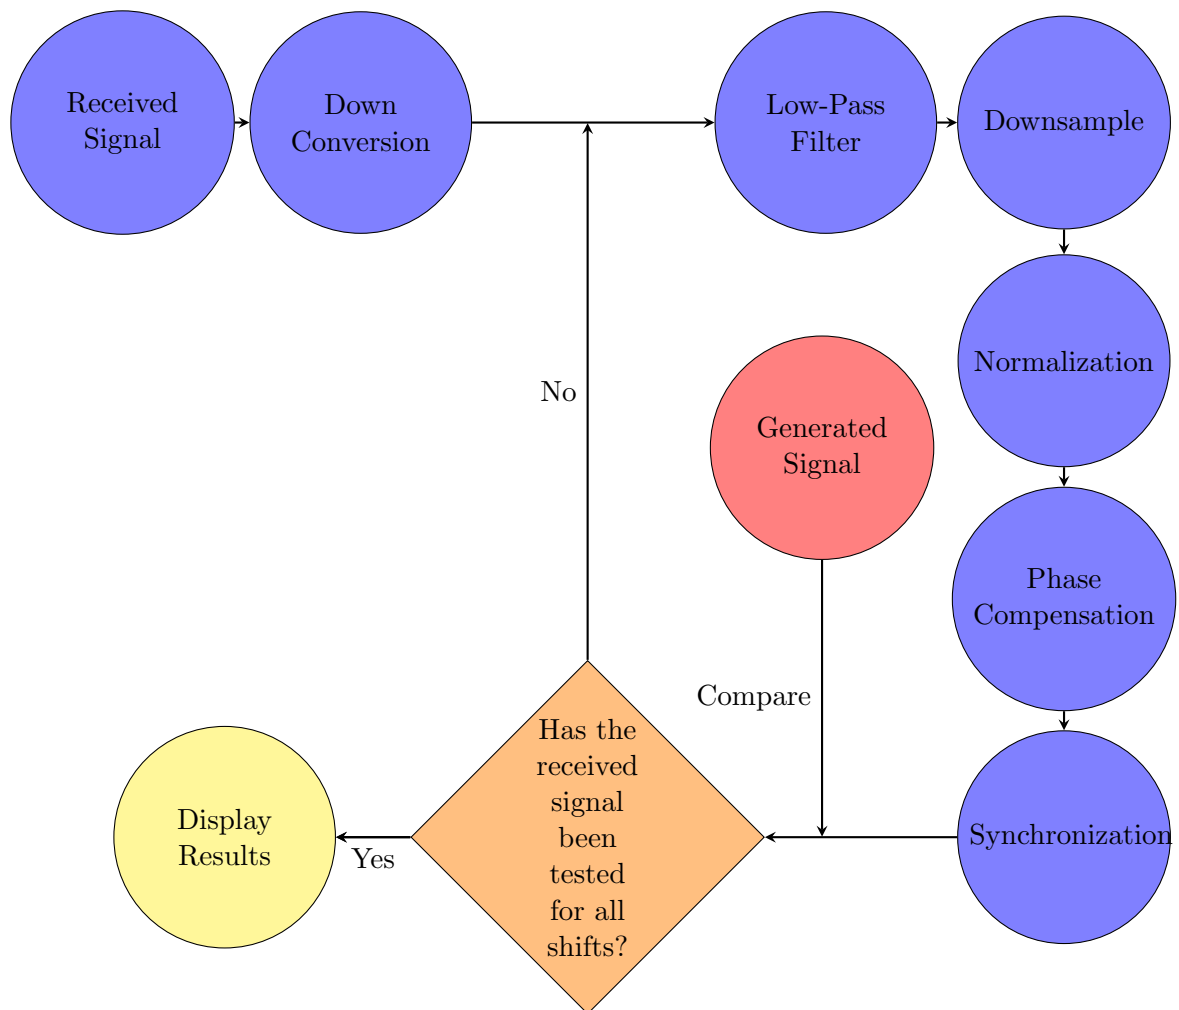 Received
Signal
Down
Conversion
Low-Pass
Filter
Downsample
Normalization
No
Generated
Signal
Phase
Compensation
Compare
Has the
received
signal
been
tested
for all
shifts?
Display
Results
Yes
Synchronization